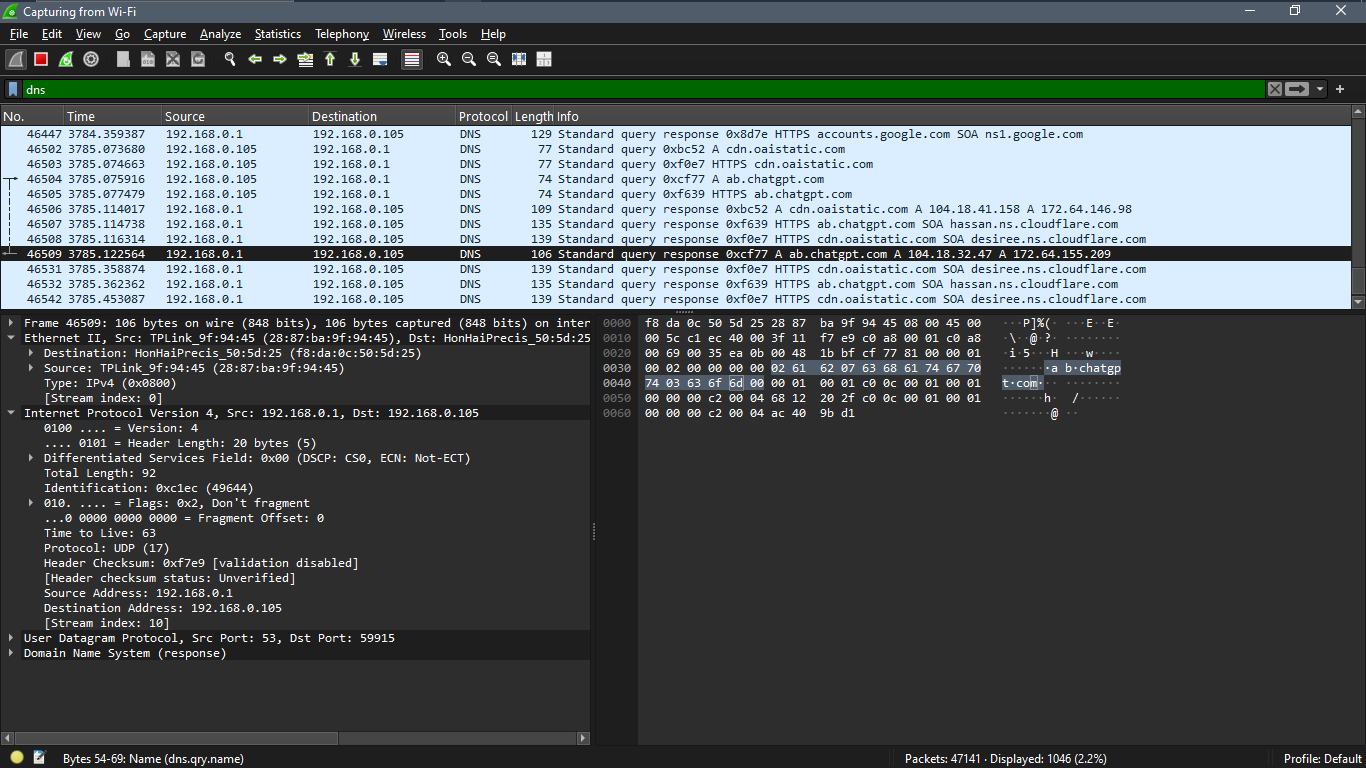 Capturing from Wi-Fi
File Edit View Go Capture Analyze Statistics Telephony Wireless Tools Help
dns
No. Time Source Destination Protocol Length Info
46447 3784.359387 192.168.0.1 192.168.0.105 DNS 129 Standard query response 0x8d7e HTTPS accounts.google.com SOA ns1.google.com
46502 3785.073680 192.168.0.105 192.168.0.1 DNS 77 Standard query 0xbc52 A cdn.oaistatic.com
46503 3785.074663 192.168.0.105 192.168.0.1 DNS 77 Standard query 0xf0e7 HTTPS cdn.oaistatic.com
46504 3785.075916 192.168.0.105 192.168.0.1 DNS 74 Standard query 0xcf77 A ab.chatgpt.com
46505 3785.077479 192.168.0.105 192.168.0.1 DNS 74 Standard query 0xf639 HTTPS ab.chatgpt.com
46506 3785.114017 192.168.0.1 192.168.0.105 DNS 109 Standard query response 0xbc52 A cdn.oaistatic.com A 104.18.41.158 A 172.64.146.98
46507 3785.114738 192.168.0.1 192.168.0.105 DNS 135 Standard query response 0xf639 HTTPS ab.chatgpt.com SOA hassan.ns.cloudflare.com
46508 3785.116314 192.168.0.1 192.168.0.105 DNS 139 Standard query response 0xf0e7 HTTPS cdn.oaistatic.com SOA desiree.ns.cloudflare.com
46509 3785.122564 192.168.0.1 192.168.0.105 DNS 106 Standard query response 0xcf77 A ab.chatgpt.com A 104.18.32.47 A 172.64.155.209
46531 3785.358874 192.168.0.1 192.168.0.105 DNS 139 Standard query response 0xf0e7 HTTPS cdn.oaistatic.com SOA desiree.ns.cloudflare.com
46532 3785.362362 192.168.0.1 192.168.0.105 DNS 135 Standard query response 0xf639 HTTPS ab.chatgpt.com SOA hassan.ns.cloudflare.com
46542 3785.453087 192.168.0.1 192.168.0.105 DNS 139 Standard query response 0xf0e7 HTTPS cdn.oaistatic.com SOA desiree.ns.cloudflare.com
Frame 46509: 106 bytes on wire (848 bits), 106 bytes captured (848 bits) on inter
Ethernet II, Src: TPLink_9f:94:45 (28:87:ba:9f:94:45), Dst: HonHaiPrecis_50:5d:25
Destination: HonHaiPrecis_50:5d:25 (f8:da:0c:50:5d:25)
Source: TPLink_9f:94:45 (28:87:ba:9f:94:45)
Type: IPv4 (0x0800)
[Stream index: 0]
Internet Protocol Version 4, Src: 192.168.0.1, Dst: 192.168.0.105
0100 .... = Version: 4
.... 0101 = Header Length: 20 bytes (5)
Differentiated Services Field: 0x00 (DSCP: CS0, ECN: Not-ECT)
Total Length: 92
Identification: 0xc1ec (49644)
010. .... = Flags: 0x2, Don't fragment
...0 0000 0000 0000 = Fragment Offset: 0
Time to Live: 63
Protocol: UDP (17)
Header Checksum: 0xf7e9 [validation disabled]
[Header checksum status: Unverified]
Source Address: 192.168.0.1
Destination Address: 192.168.0.105
[Stream index: 10]
User Datagram Protocol, Src Port: 53, Dst Port: 59915
Domain Name System (response)
0000 f8 da 0c 50 5d 25 28 87 ba 9f 94 45 08 00 45 00 ···P]%(· ···E··E·
0010 00 5c c1 ec 40 00 3f 11 f7 e9 c0 a8 00 01 c0 a8 ·\··@·?· ········
0020 00 69 00 35 ea 0b 00 48 1b bf cf 77 81 00 00 01 ·i·5···H ···w····
0030 00 02 00 00 00 00 02 61 62 07 63 68 61 74 67 70 ·······a b·chatgp
0040 74 03 63 6f 6d 00 00 01 00 01 c0 0c 00 01 00 01 t·com··· ········
0050 00 00 00 c2 00 04 68 12 20 2f c0 0c 00 01 00 01 ······h· /······
0060 00 00 00 c2 00 04 ac 40 9b d1 ·······@ ··
Bytes 54-69: Name (dns.qry.name)
Packets: 47141 · Displayed: 1046 (2.2%)
Profile: Default